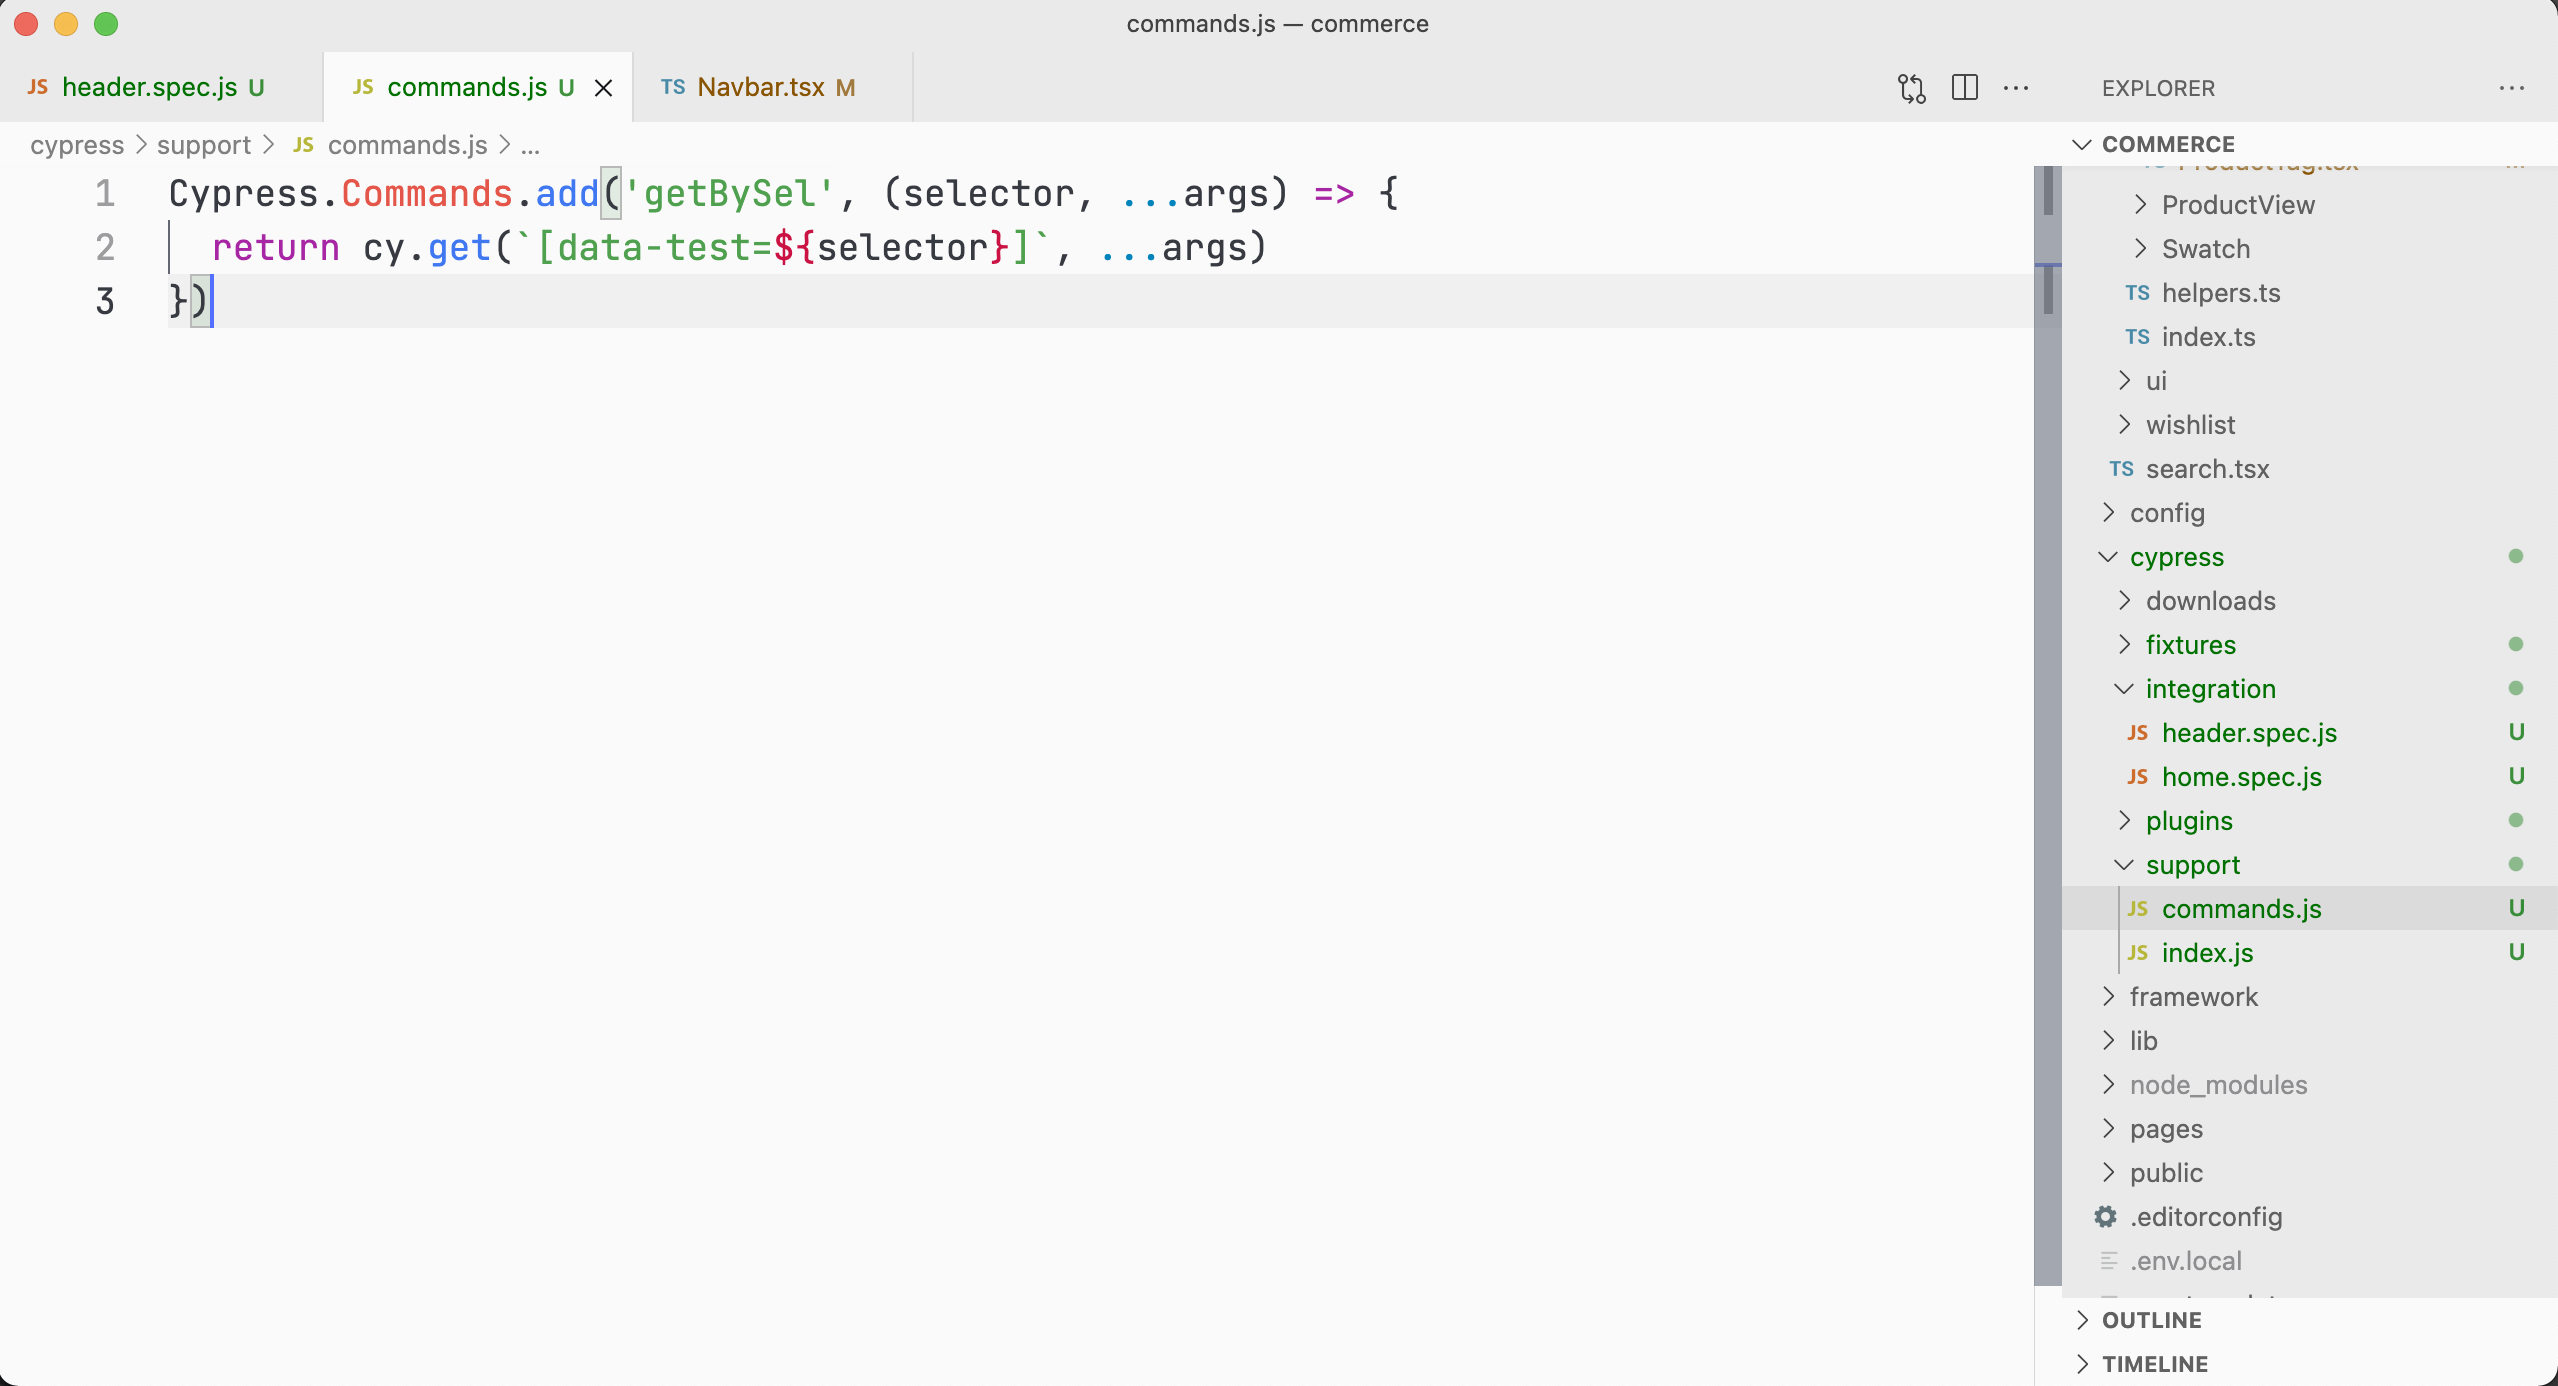 commands.js — commerce
JS header.spec.js U
JS commands.js U
TS Navbar.tsx M
EXPLORER
cypress > support > JS commands.js > ...
COMMERCE
1 Cypress.Commands.add('getBySel', (selector, ...args) => {
2 return cy.get(`[data-test=${selector}]`, ...args)
3 })
ProductView
Swatch
TS helpers.ts
TS index.ts
ui
wishlist
TS search.tsx
config
cypress
downloads
fixtures
integration
JS header.spec.js U
JS home.spec.js U
plugins
support
JS commands.js U
JS index.js U
framework
lib
node_modules
pages
public
.editorconfig
.env.local
OUTLINE
TIMELINE